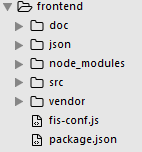 frontend
doc
json
node_modules
src
vendor
fis-conf.js
package.json